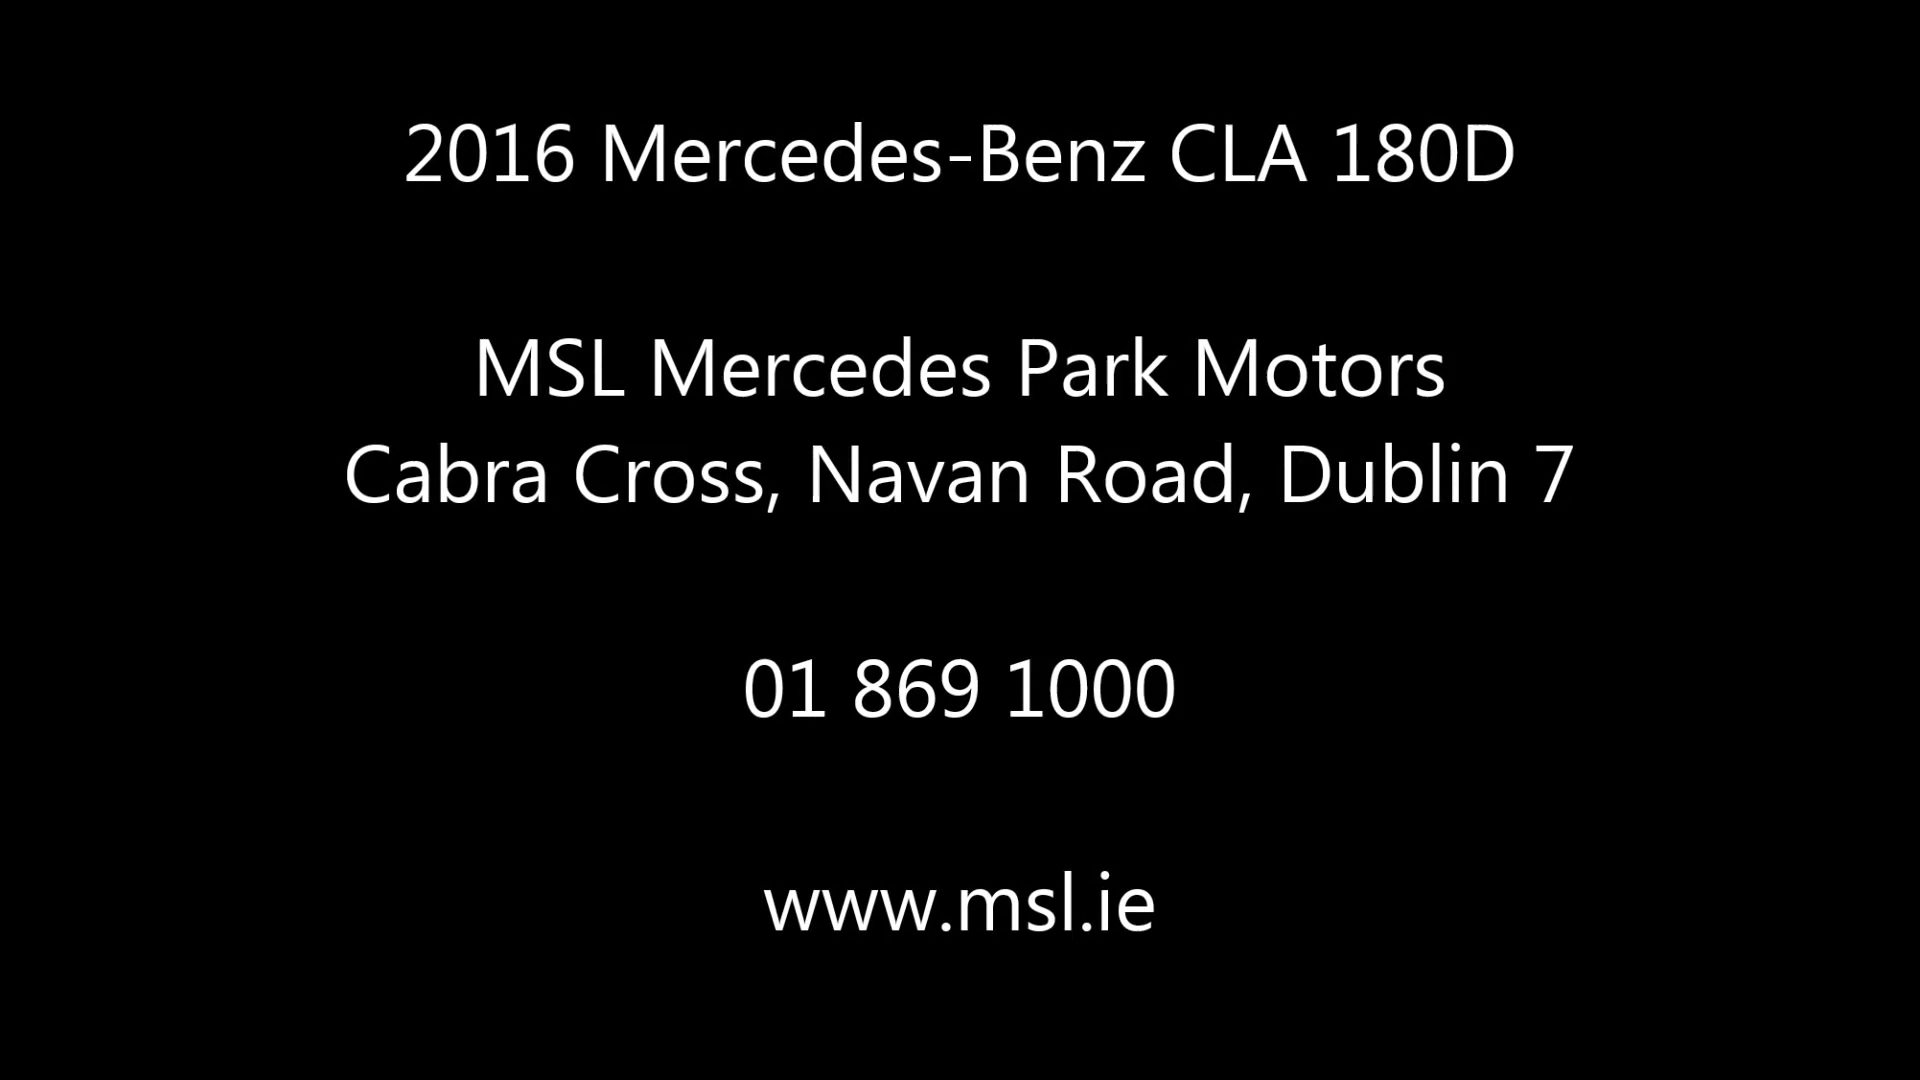 2016 Mercedes-Benz CLA 180D
MSL Mercedes Park Motors
Cabra Cross, Navan Road, Dublin 7
01 869 1000
www.msl.ie